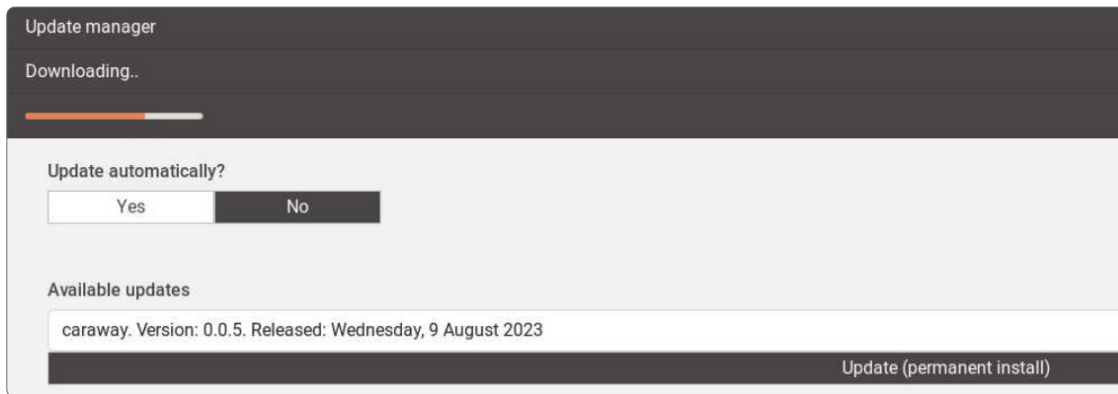 Update manager
Downloading..
Update automatically?
Yes No
Available updates
caraway. Version: 0.0.5. Released: Wednesday, 9 August 2023
Update (permanent install)